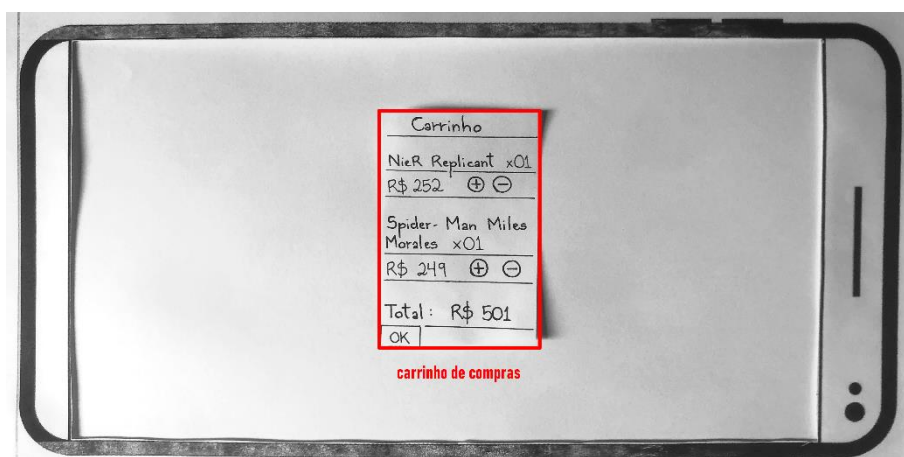 Carrinho
NieR Replicant x01
R$ 252 + -
Spider-Man Miles
Morales x01
R$ 249 + -
Total: R$ 501
OK
carrinho de compras